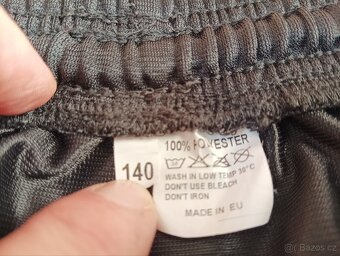 140
100% POLYESTER
WASH IN LOW TEMP 30°C
DON'T USE BLEACH
DON'T IRON
MADE IN EU
Bazos.cz